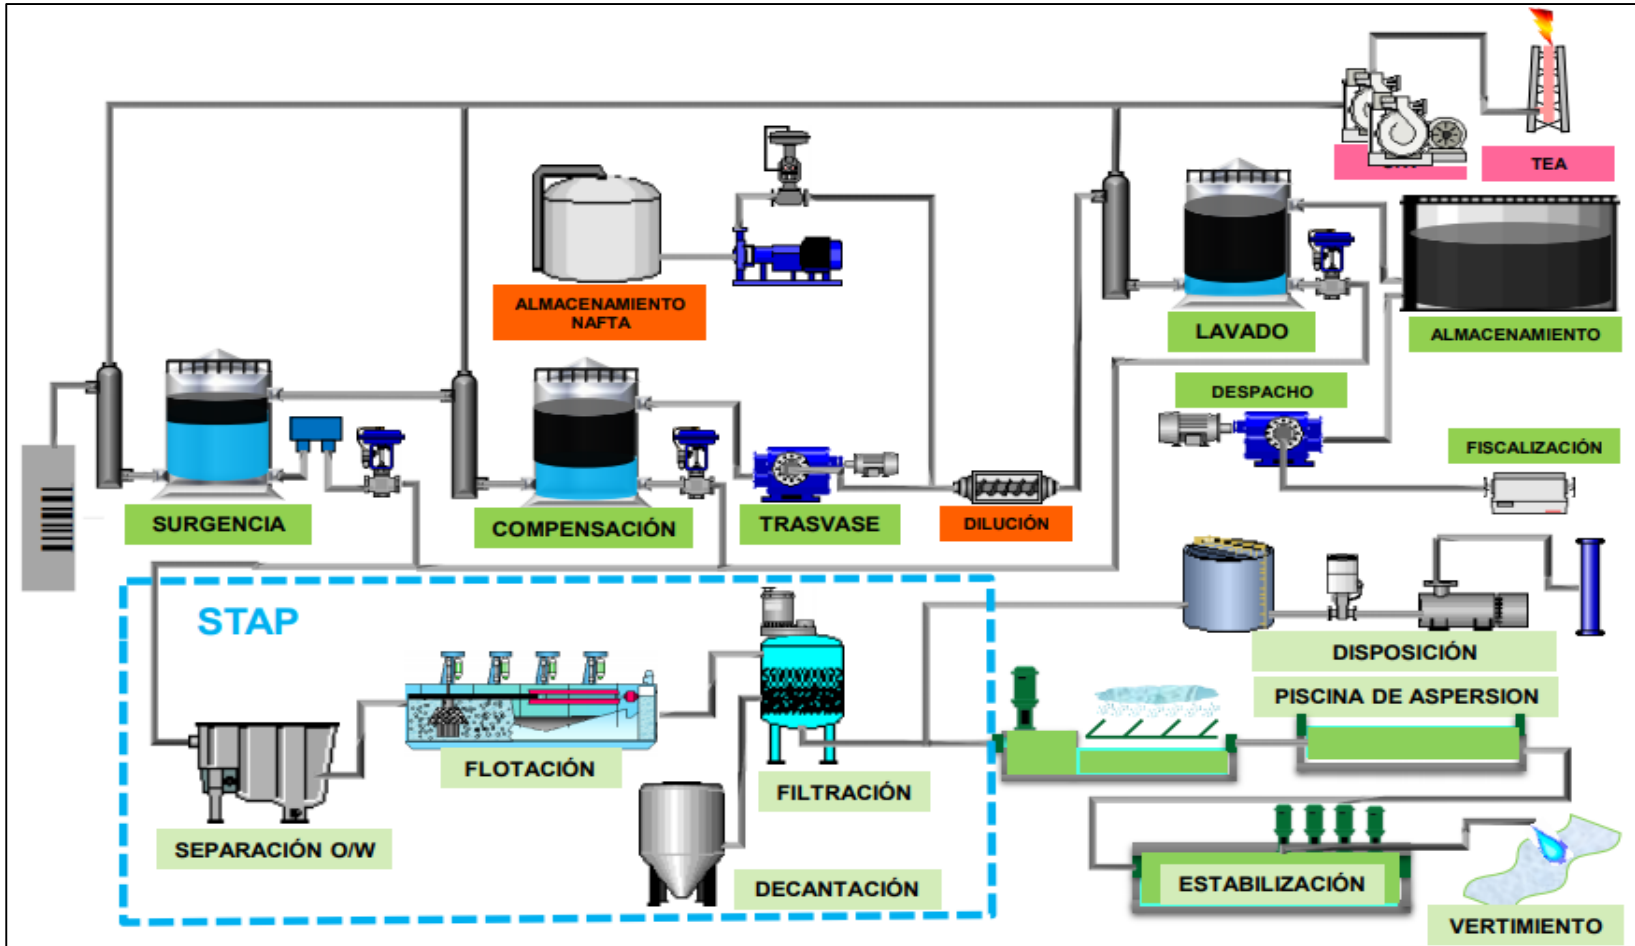 TEA
ALMACENAMIENTO
NAFTA
LAVADO
ALMACENAMIENTO
DESPACHO
FISCALIZACIÓN
SURGENCIA
COMPENSACIÓN
TRASVASE
DILUCIÓN
STAP
DISPOSICIÓN
PISCINA DE ASPERSION
FLOTACIÓN
FILTRACIÓN
SEPARACIÓN O/W
DECANTACIÓN
ESTABILIZACIÓN
VERTIMIENTO